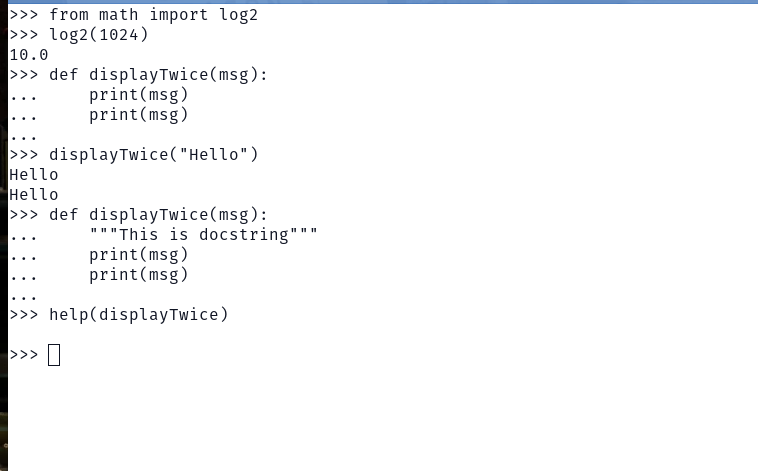 >>> from math import log2
>>> log2(1024)
10.0
>>> def displayTwice(msg):
...     print(msg)
...     print(msg)
...
>>> displayTwice("Hello")
Hello
Hello
>>> def displayTwice(msg):
...     """This is docstring"""
...     print(msg)
...     print(msg)
...
>>> help(displayTwice)

>>>